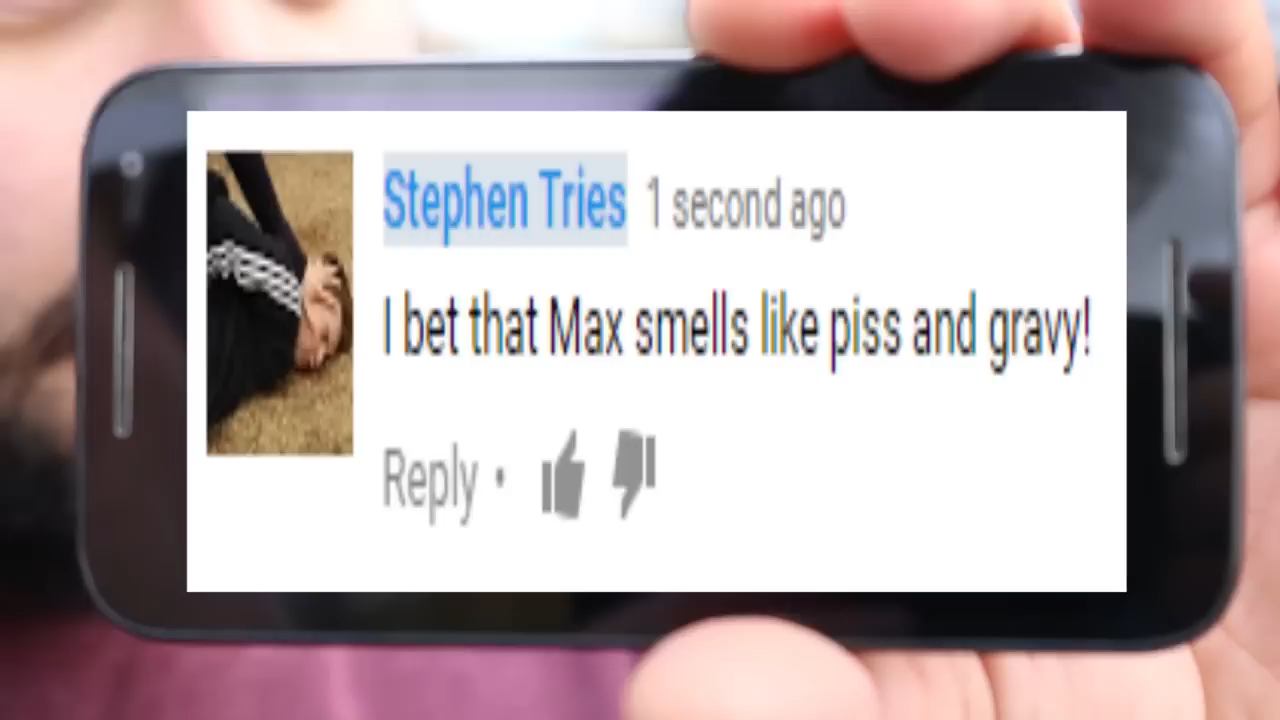 Stephen Tries 1 second ago
I bet that Max smells like piss and gravy!
Reply •